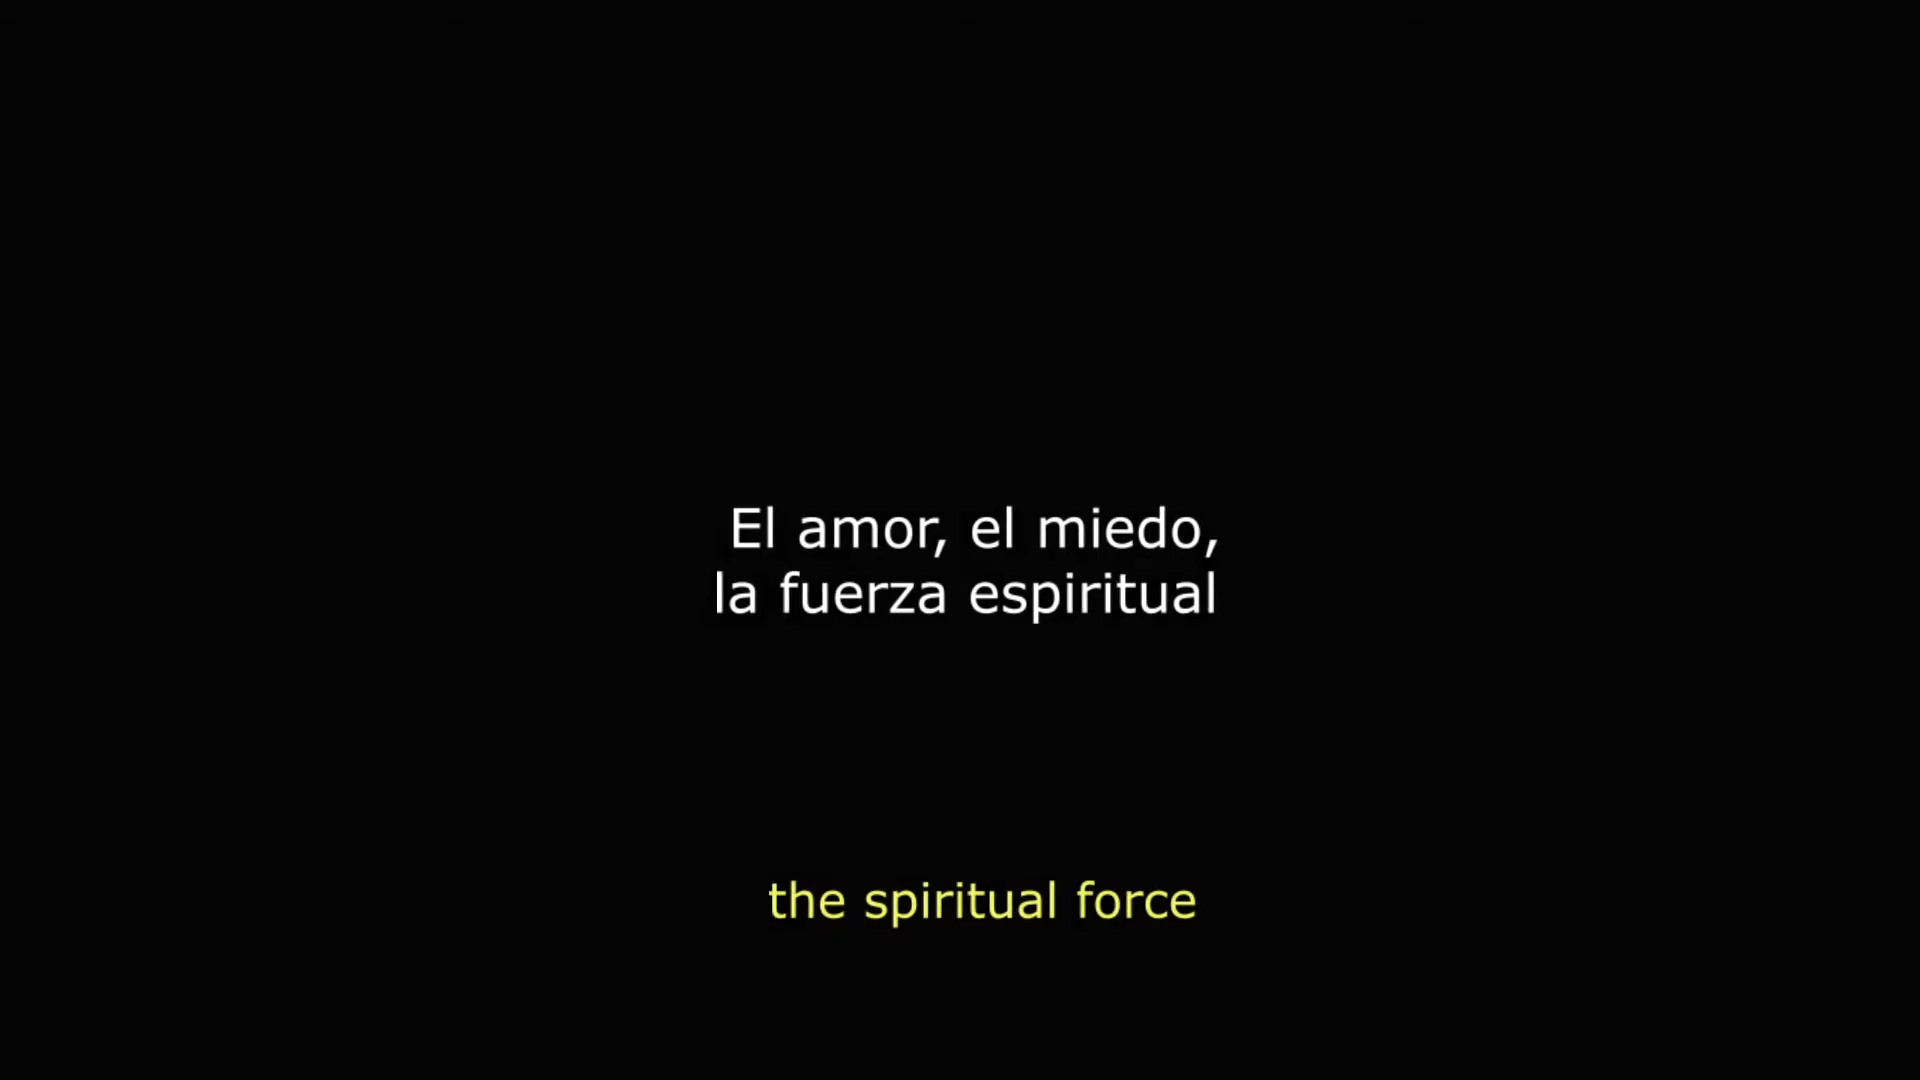 El amor, el miedo,
la fuerza espiritual
the spiritual force